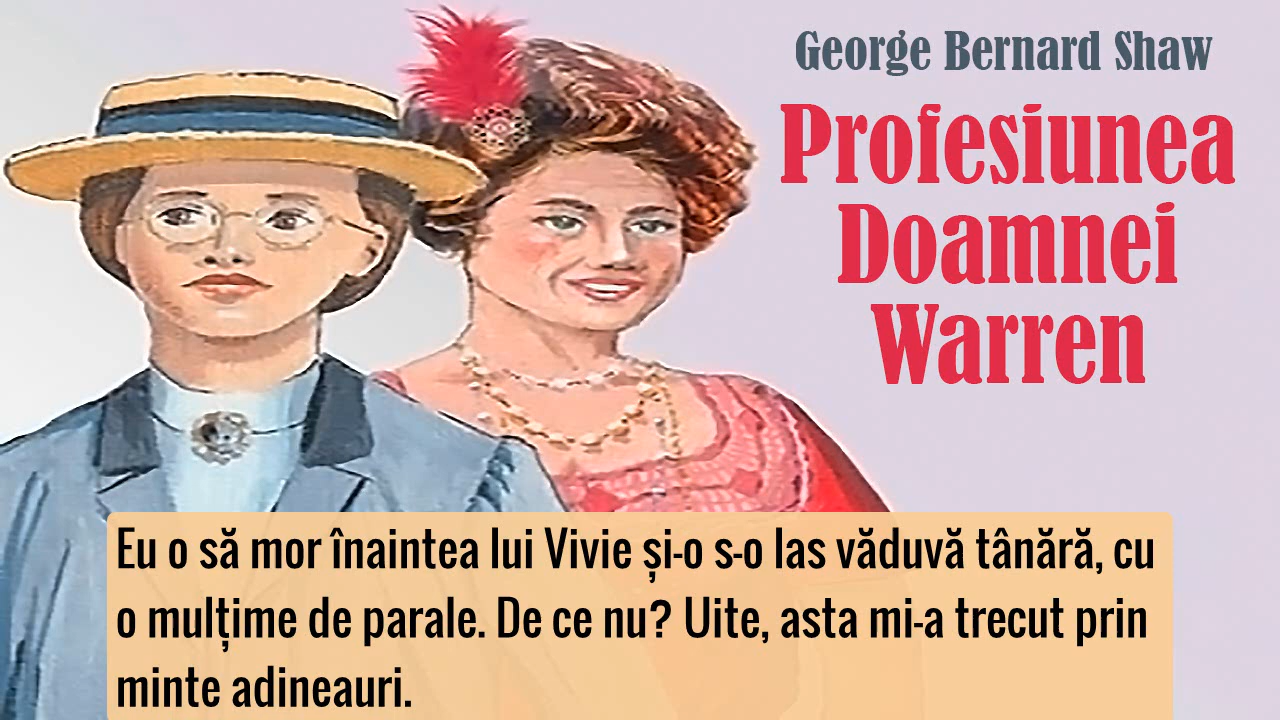 George Bernard Shaw
Profesiunea
Doamnei
Warren
Eu o să mor înaintea lui Vivie și-o s-o las văduvă tânără, cu
o mulțime de parale. De ce nu? Uite, asta mi-a trecut prin
minte adineauri.